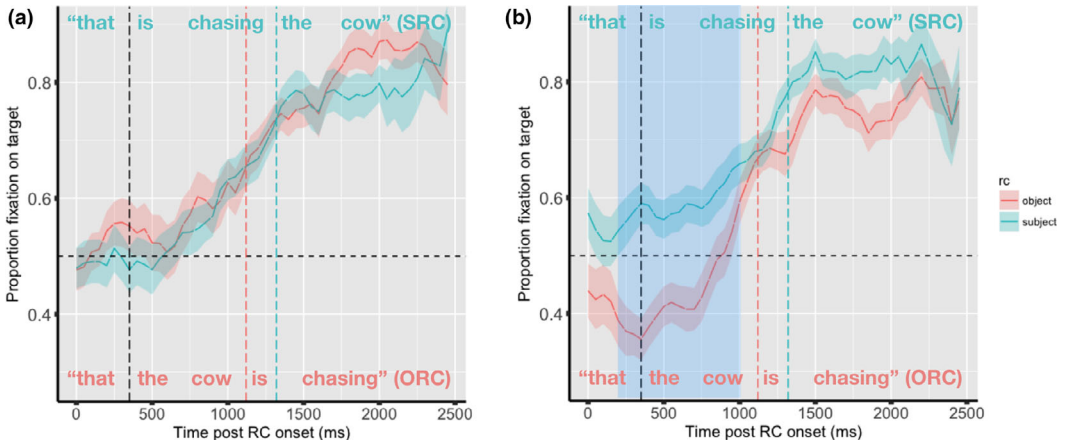 (a)
"that is chasing the cow" (SRC)
Proportion fixation on target
0.8
0.6
0.4
"that the cow is chasing" (ORC)
0 500 1000 1500 2000 2500
Time post RC onset (ms)
(b)
"that is chasing the cow" (SRC)
Proportion fixation on target
0.8
0.6
0.4
"that the cow is chasing" (ORC)
0 500 1000 1500 2000 2500
Time post RC onset (ms)
rc
object
subject